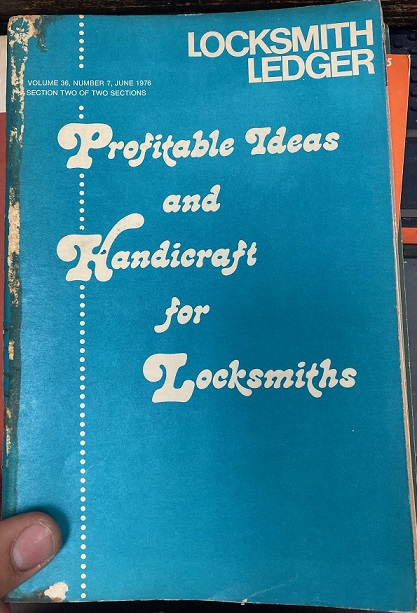 LOCKSMITH
LEDGER
VOLUME 36, NUMBER 7, JUNE 1976
SECTION TWO OF TWO SECTIONS
Profitable Ideas
and
Handicraft
for
Locksmiths
5